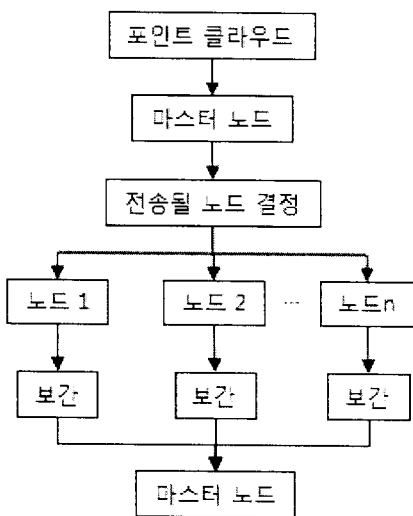 포인트 클라우드
마스터 노드
전송될 노드 결정
노드 1
노드 2
...
노드n
보간
보간
보간
마스터 노드